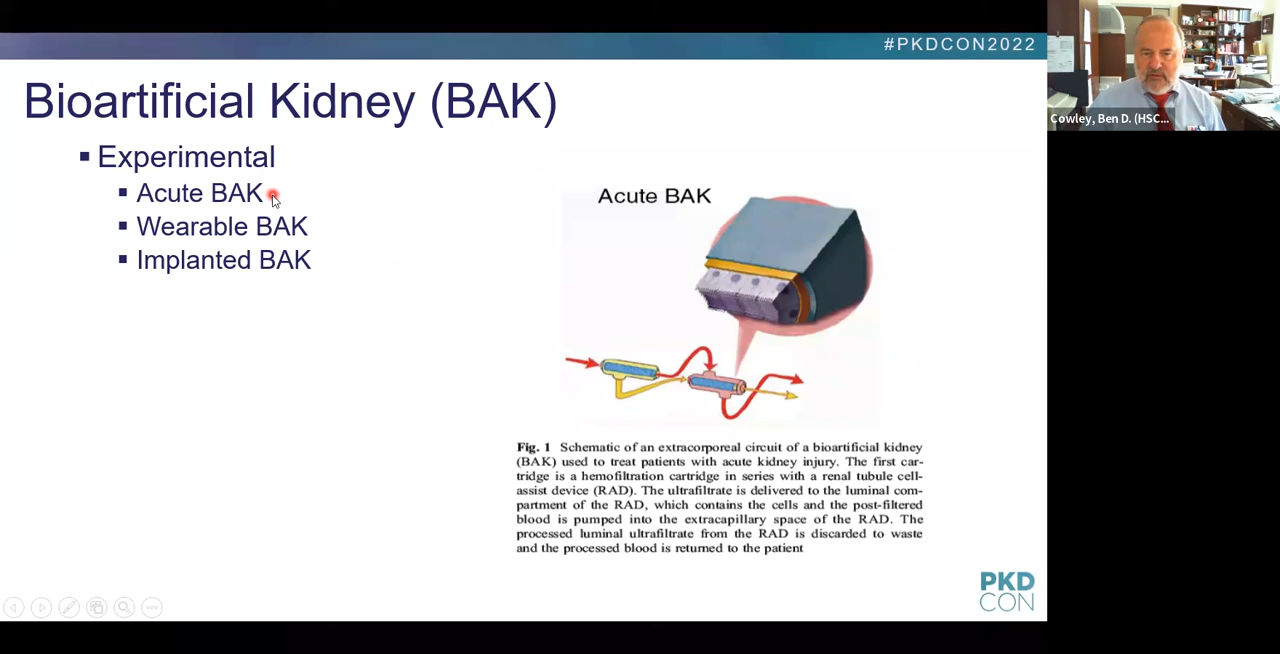 #PKDCON2022
Bioartificial Kidney (BAK)
Experimental
Acute BAK
Wearable BAK
Implanted BAK
Acute BAK
Fig. 1 Schematic of an extracorporeal circuit of a bioartificial kidney
(BAK) used to treat patients with acute kidney injury. The first car-
tridge is a hemofiltration cartridge in series with a renal tubule cell-
assist device (RAD). The ultrafiltrate is delivered to the luminal com-
partment of the RAD, which contains the cells and the post-filtered
blood is pumped into the extracapillary space of the RAD. The
processed luminal ultrafiltrate from the RAD is discarded to waste
and the processed blood is returned to the patient
PKD
CON
Cowley, Ben D. (HSC...